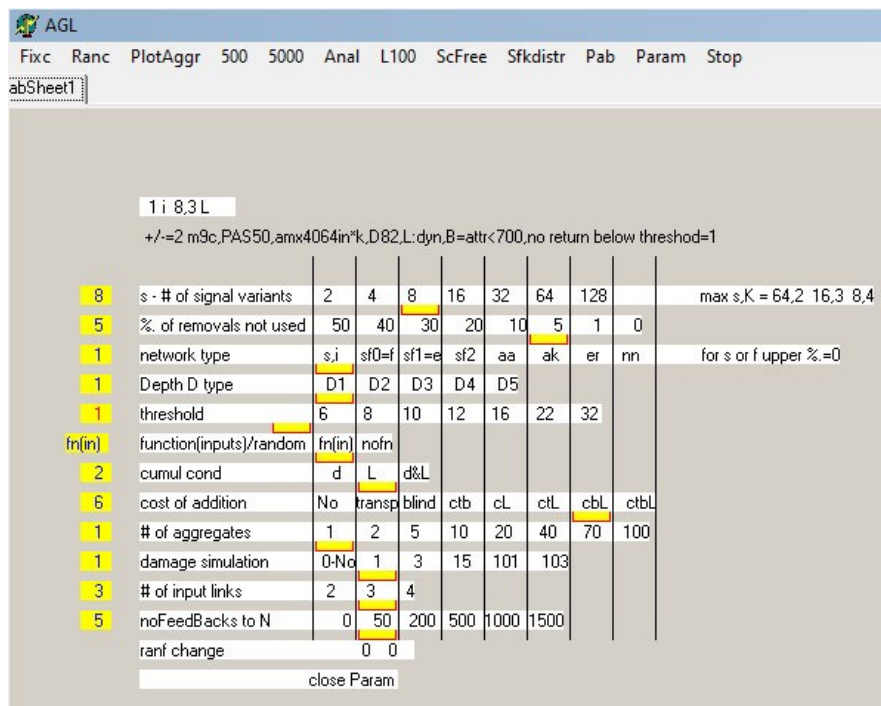 AGL
Fixc Ranc PlotAggr 500 5000 Anal L100 ScFree Sfkdistr Pab Param Stop
abSheet1
1 i 8,3 L
+/-=2 m9c,PAS50,amx4064in*k,D82,L:dyn,B=attr<700,no return below threshod=1
8 s - # of signal variants 2 4 8 16 32 64 128 max s,K = 64,2 16,3 8,4
5 %. of removals not used 50 40 30 20 10 5 1 0
1 network type s,i sf0=f sf1=e sf2 aa ak er nn for s or f upper %.=0
1 Depth D type D1 D2 D3 D4 D5
1 threshold 6 8 10 12 16 22 32
fn(in) function(inputs)/random fn(in) nofn
2 cumul cond d L d&L
6 cost of addition No transp blind ctb cL ctL cbL ctbL
1 # of aggregates 1 2 5 10 20 40 70 100
1 damage simulation 0-No 1 3 15 101 103
3 # of input links 2 3 4
5 noFeedBacks to N 0 50 200 500 1000 1500
ranf change 0 0
close Param